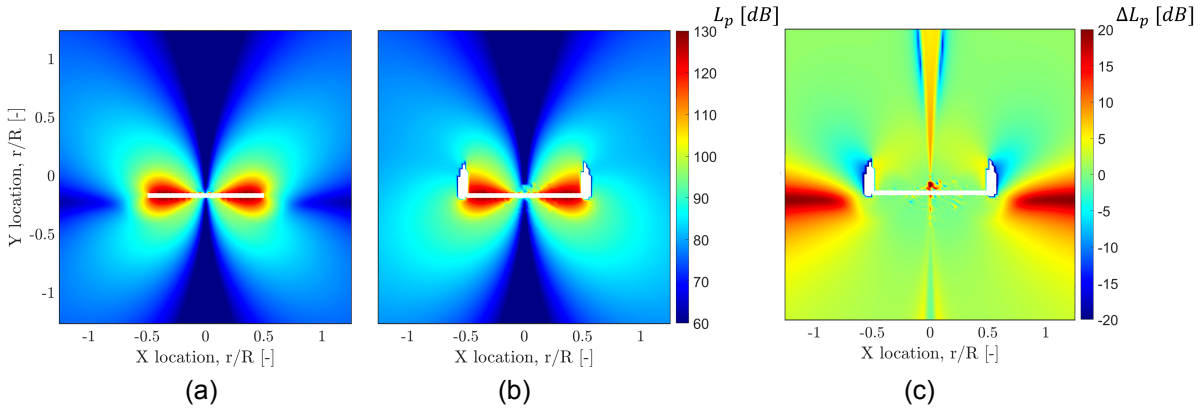 L_p [dB]
ΔL_p [dB]
1
0.5
0
-0.5
-1
Y location, r/R [-]
-1 -0.5 0 0.5 1
X location, r/R [-]
(a)
-1 -0.5 0 0.5 1
X location, r/R [-]
(b)
130
120
110
100
90
80
70
60
-1 -0.5 0 0.5 1
X location, r/R [-]
(c)
20
15
10
5
0
-5
-10
-15
-20